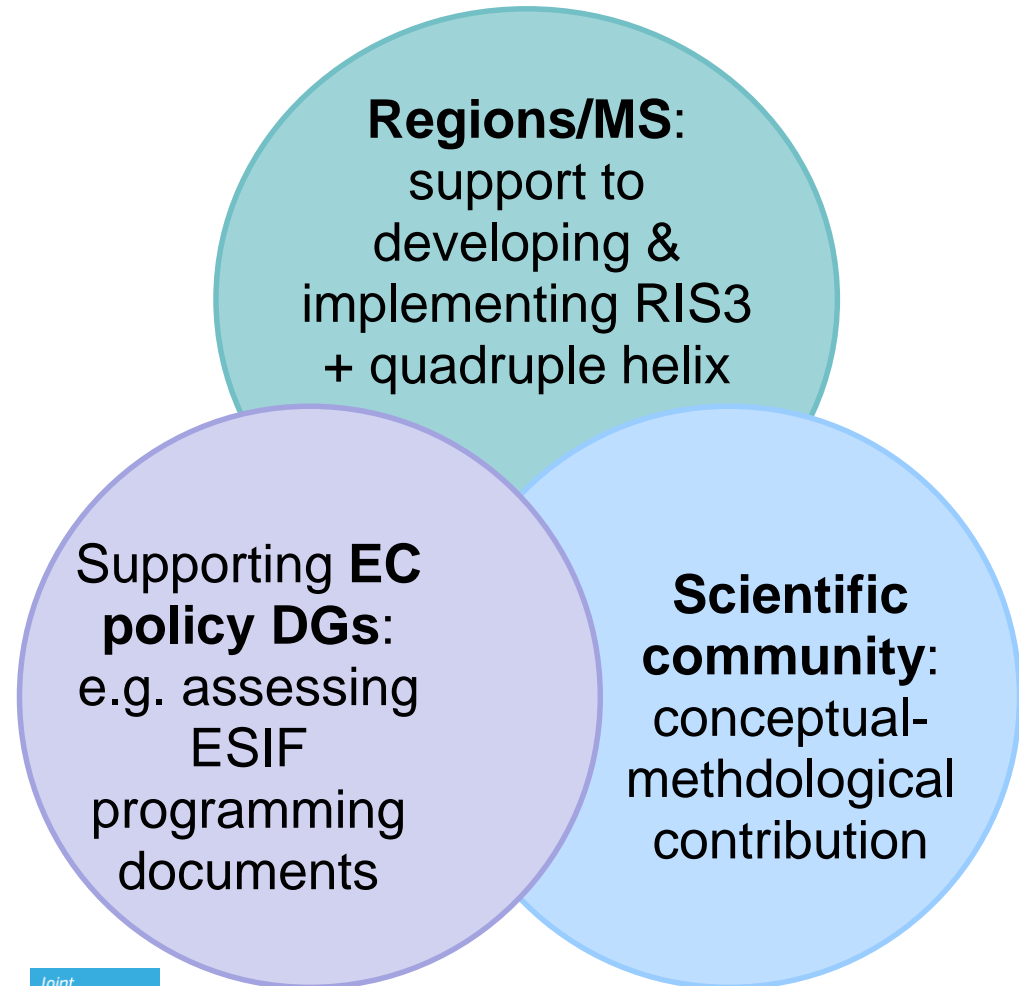 Regions/MS:
support to
developing &
implementing RIS3
+ quadruple helix
Supporting EC
policy DGs:
e.g. assessing
ESIF
programming
documents
Scientific
community:
conceptual-
methdological
contribution
Joint